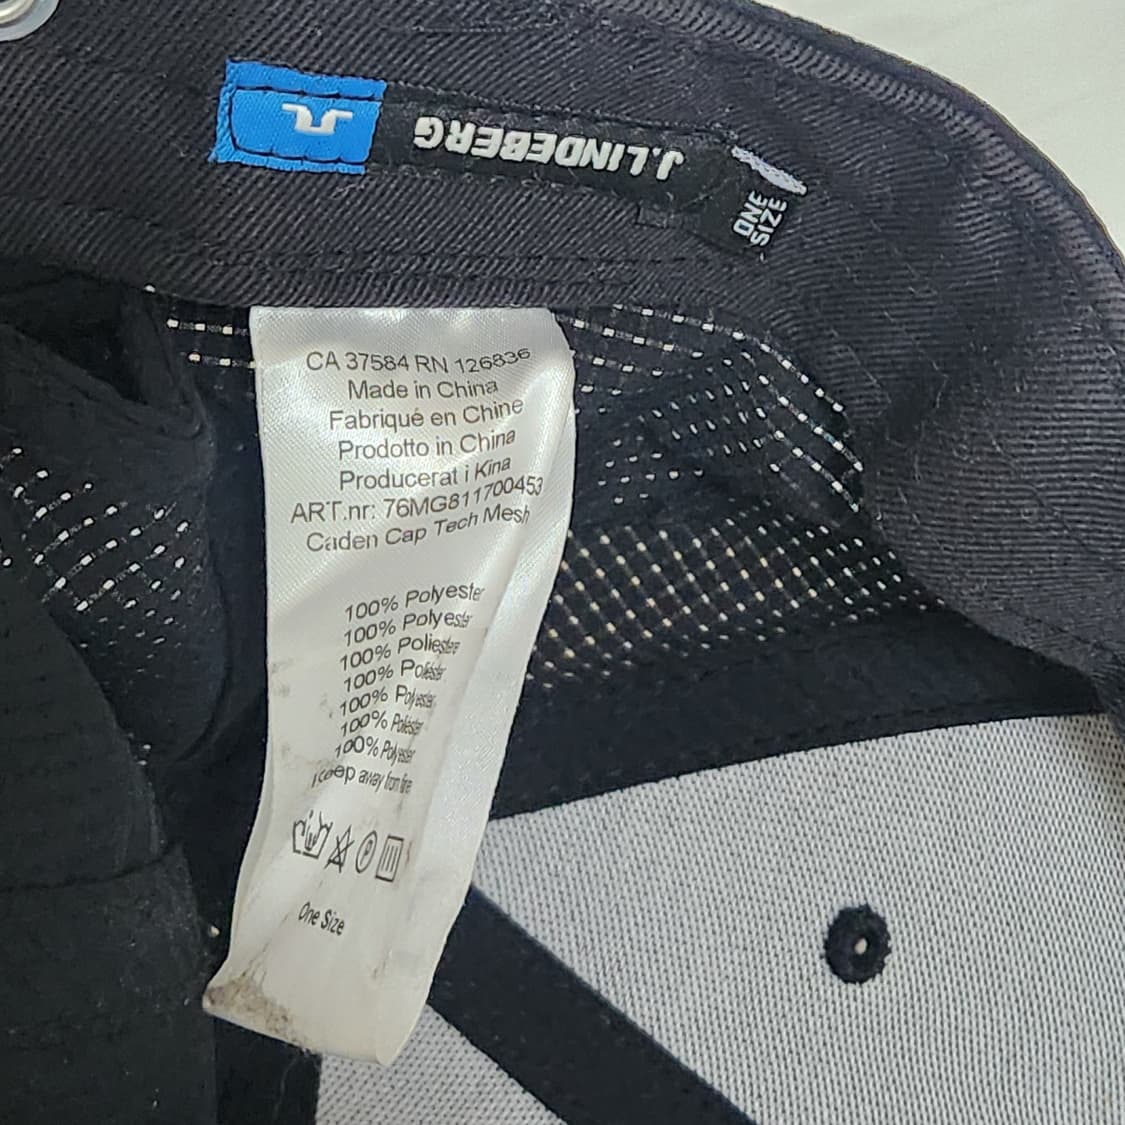 J.LINDEBERG
ONE
SIZE
CA 37584 RN 126836
Made in China
Fabriqué en Chine
Prodotto in China
Producerat i Kina
ART.nr: 76MG811700453
Caden Cap Tech Mesh
100% Polyester
100% Polyester
100% Poliestere
100% Poliéster
100% Polyester
100% Poliester
100% Polyester
Keep away from fire
One Size